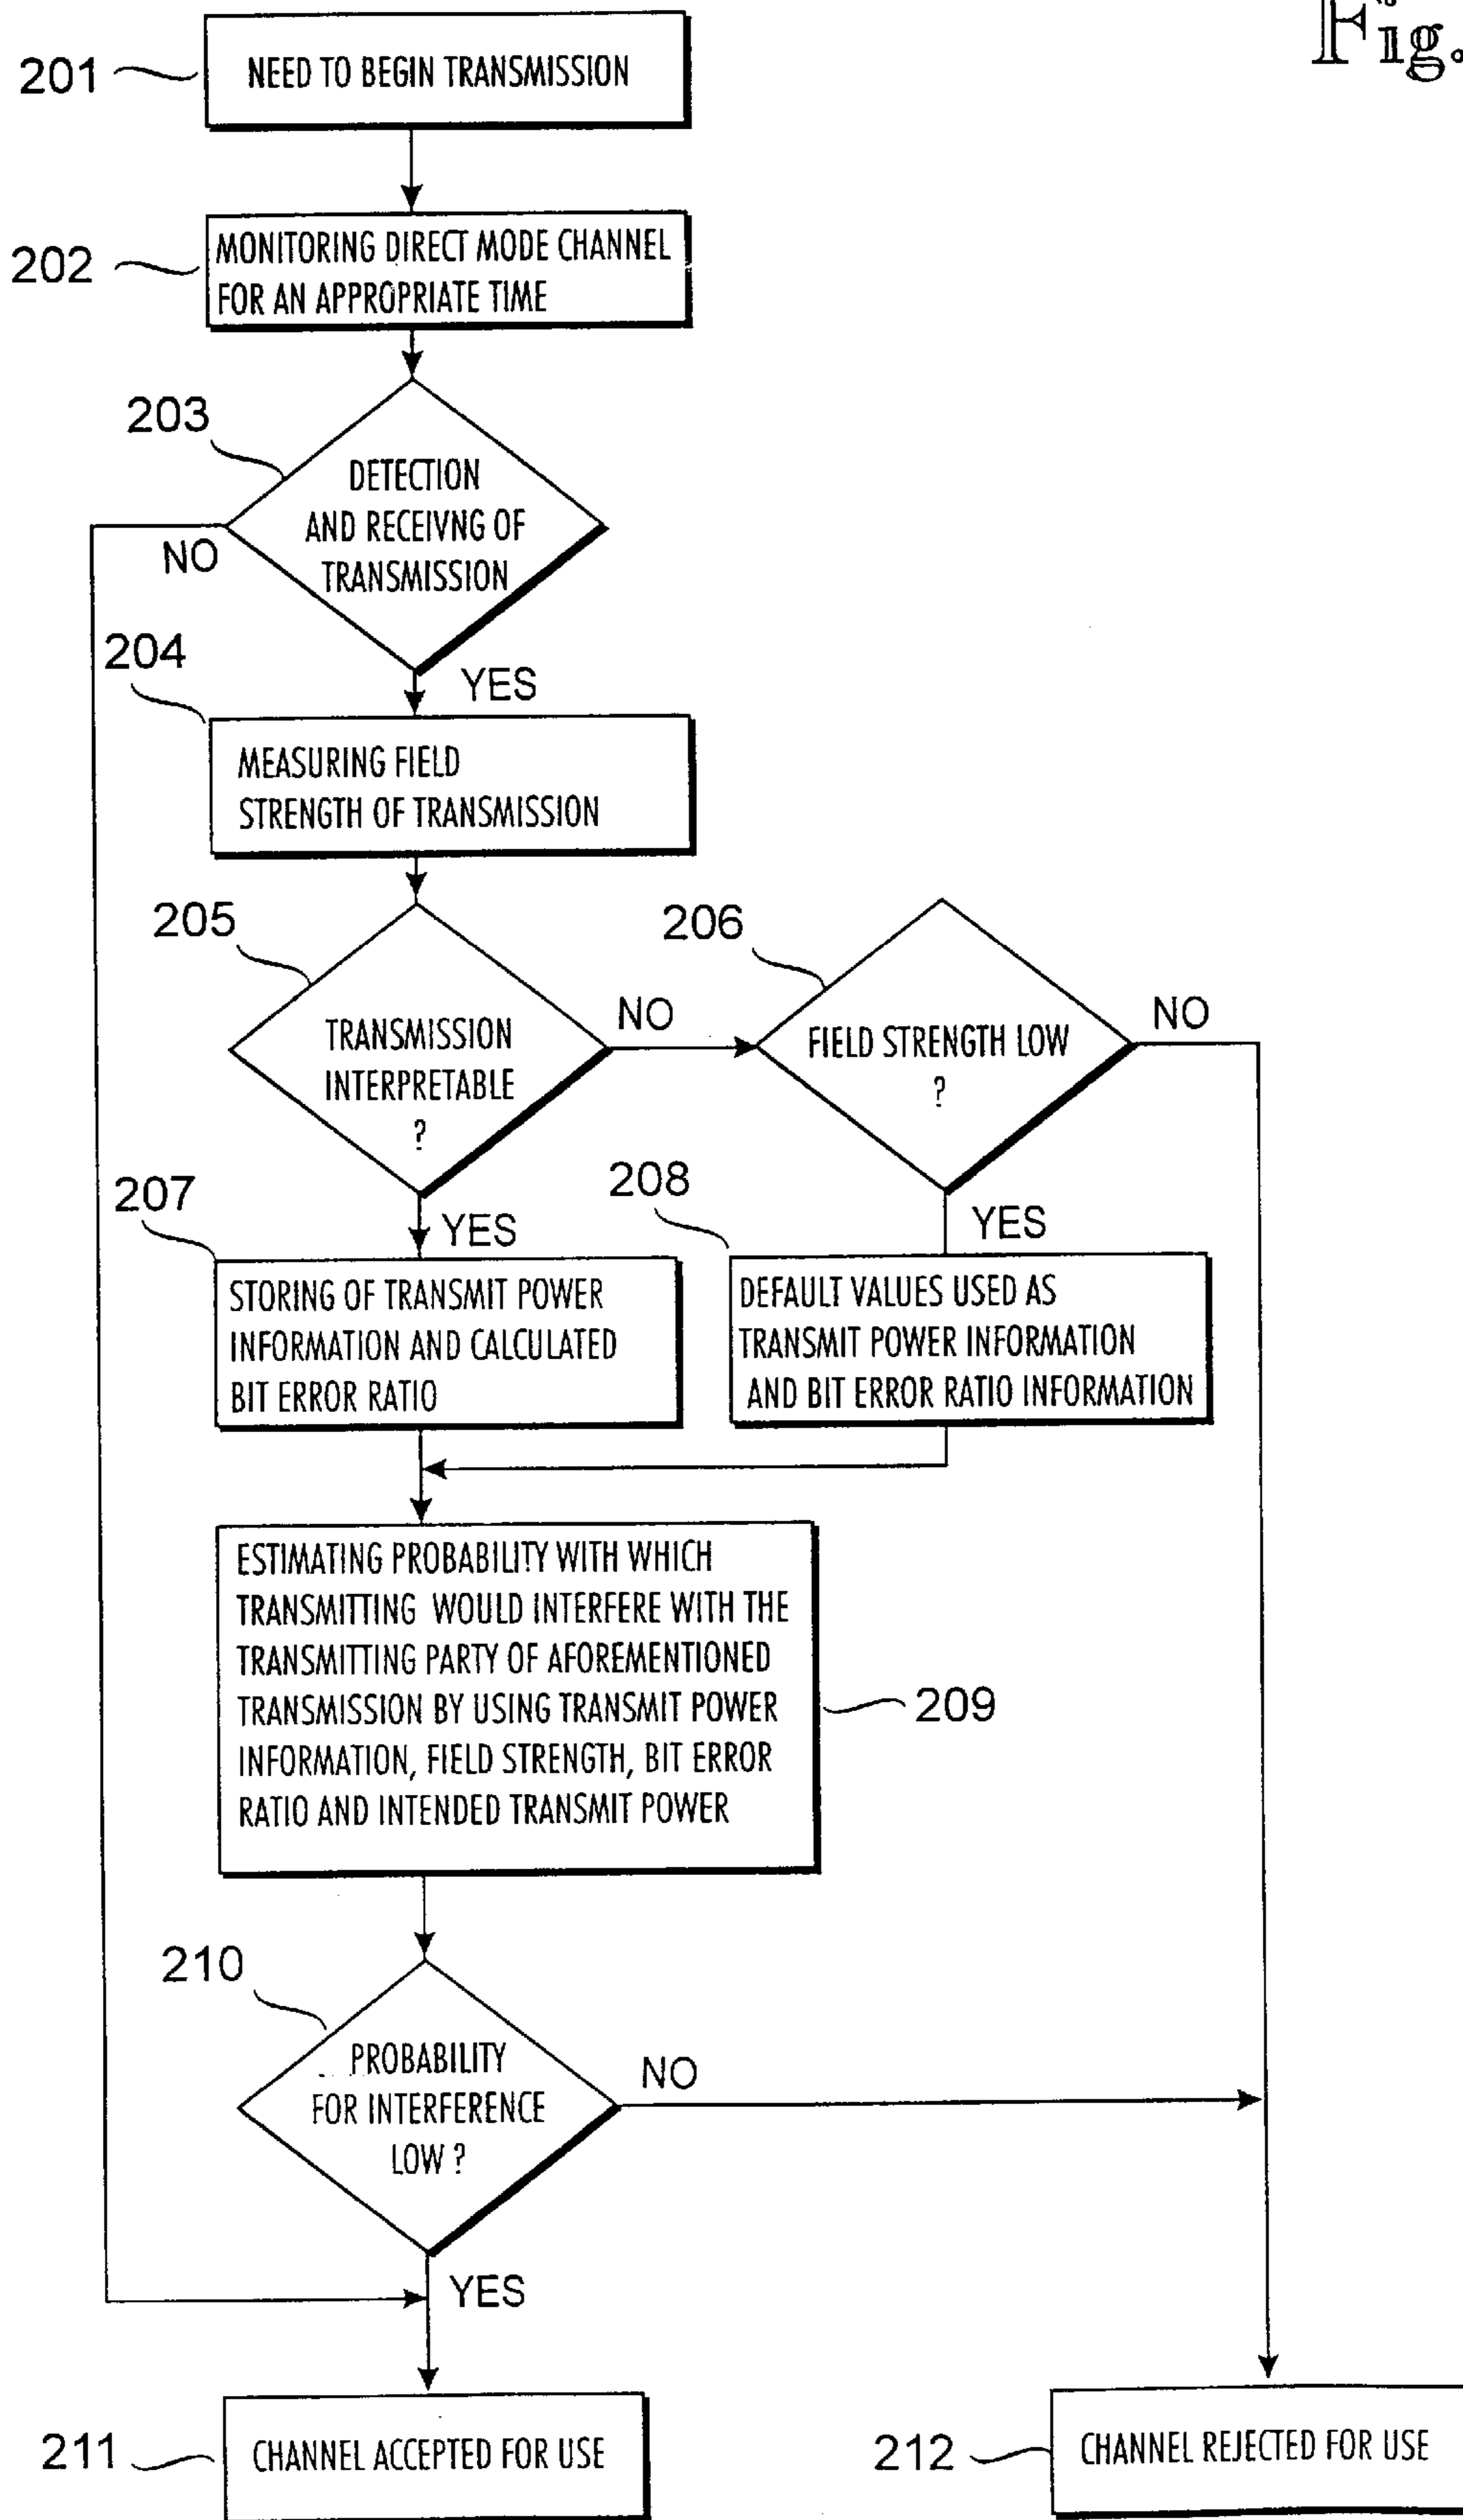 Fig.
201
NEED TO BEGIN TRANSMISSION
202
MONITORING DIRECT MODE CHANNEL
FOR AN APPROPRIATE TIME
203
DETECTION
AND RECEIVNG OF
TRANSMISSION
NO
YES
204
MEASURING FIELD
STRENGTH OF TRANSMISSION
205
TRANSMISSION
INTERPRETABLE
?
NO
206
FIELD STRENGTH LOW
?
NO
YES
YES
207
STORING OF TRANSMIT POWER
INFORMATION AND CALCULATED
BIT ERROR RATIO
208
DEFAULT VALUES USED AS
TRANSMIT POWER INFORMATION
AND BIT ERROR RATIO INFORMATION
ESTIMATING PROBABILITY WITH WHICH
TRANSMITTING WOULD INTERFERE WITH THE
TRANSMITTING PARTY OF AFOREMENTIONED
TRANSMISSION BY USING TRANSMIT POWER
INFORMATION, FIELD STRENGTH, BIT ERROR
RATIO AND INTENDED TRANSMIT POWER
209
210
PROBABILITY
FOR INTERFERENCE
LOW ?
NO
YES
211
CHANNEL ACCEPTED FOR USE
212
CHANNEL REJECTED FOR USE